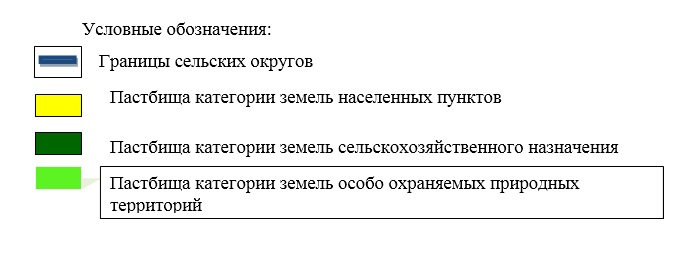 Условные обозначения:
Границы сельских округов
Пастбища категории земель населенных пунктов
Пастбища категории земель сельскохозяйственного назначения
Пастбища категории земель особо охраняемых природных
территорий